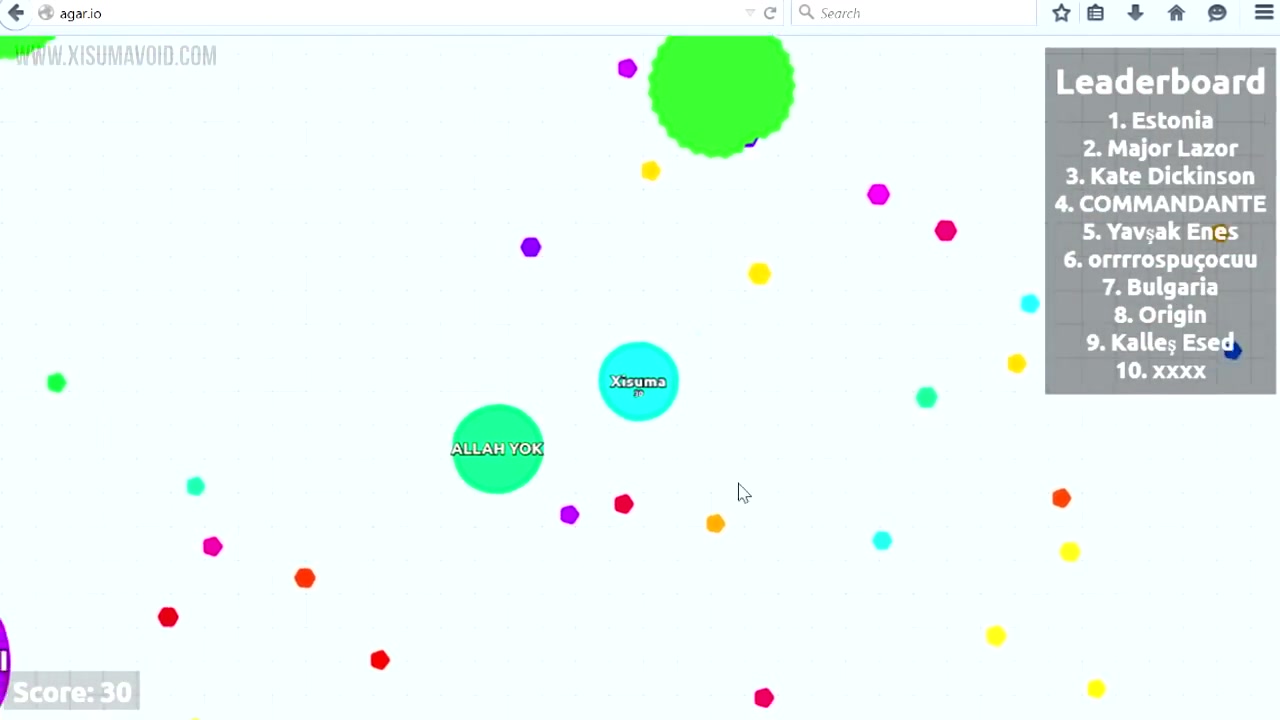 agar.io
Search
WWW.XISUMAVOID.COM
Leaderboard
1. Estonia
2. Major Lazor
3. Kate Dickinson
4. COMMANDANTE
5. Yavşak Enes
6. orrrrospuçocuu
7. Bulgaria
8. Origin
9. Kalleş Esed
10. xxxx
Xisuma
30
ALLAH YOK
Score: 30